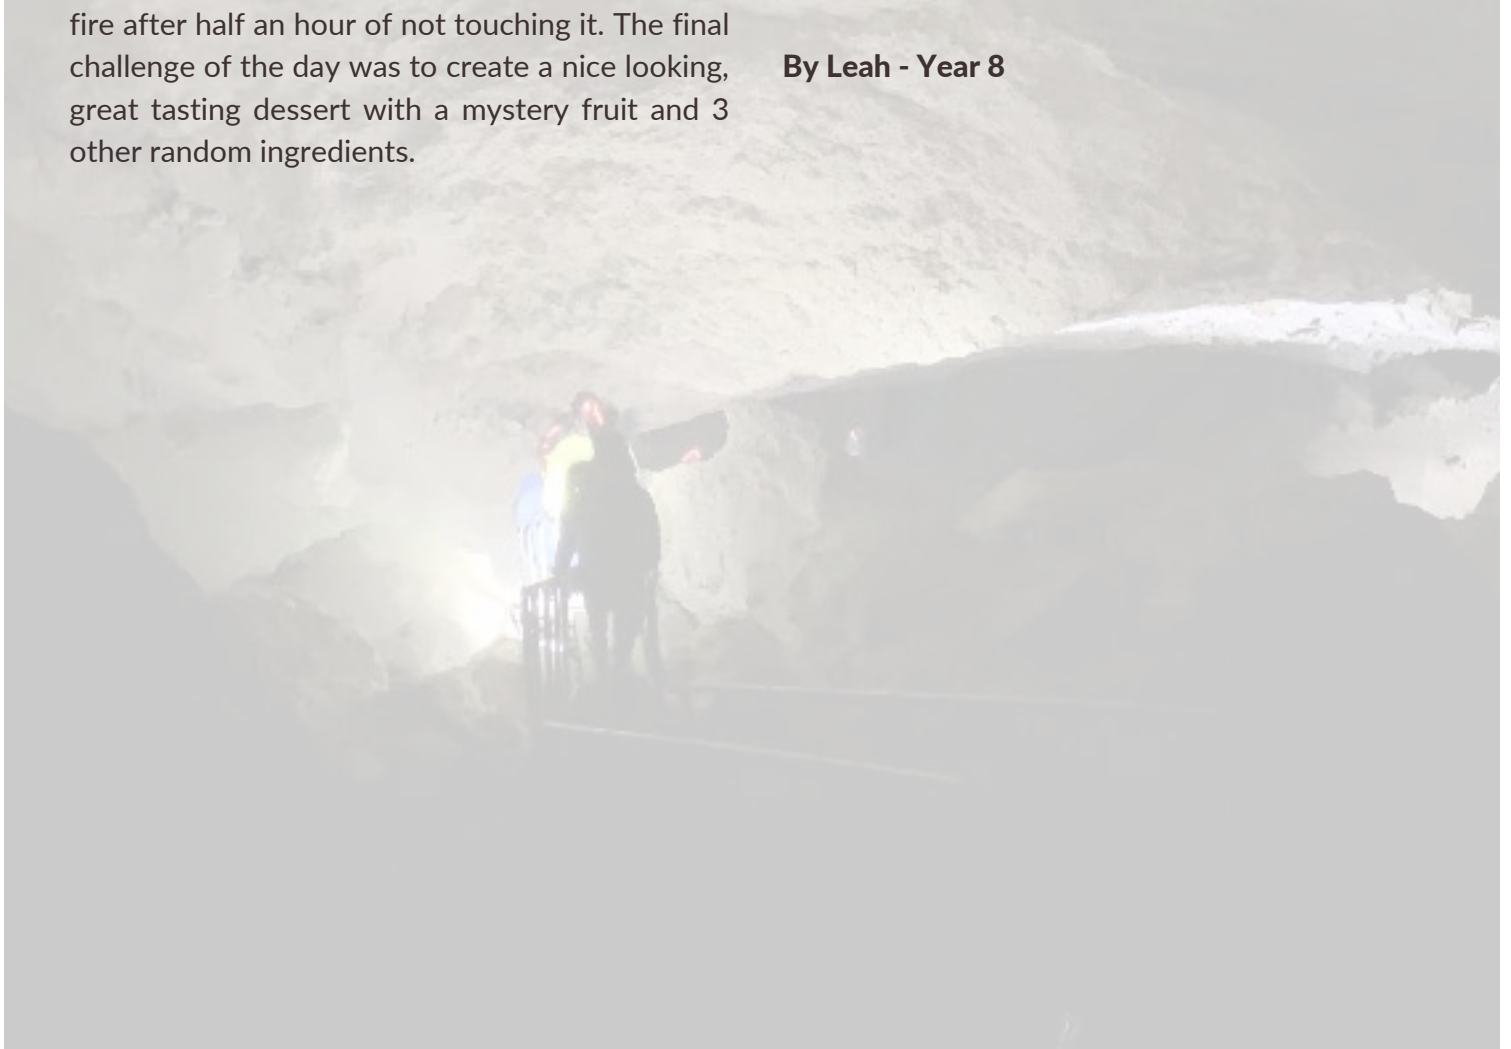 fire after half an hour of not touching it. The final
challenge of the day was to create a nice looking,
great tasting dessert with a mystery fruit and 3
other random ingredients.
By Leah - Year 8